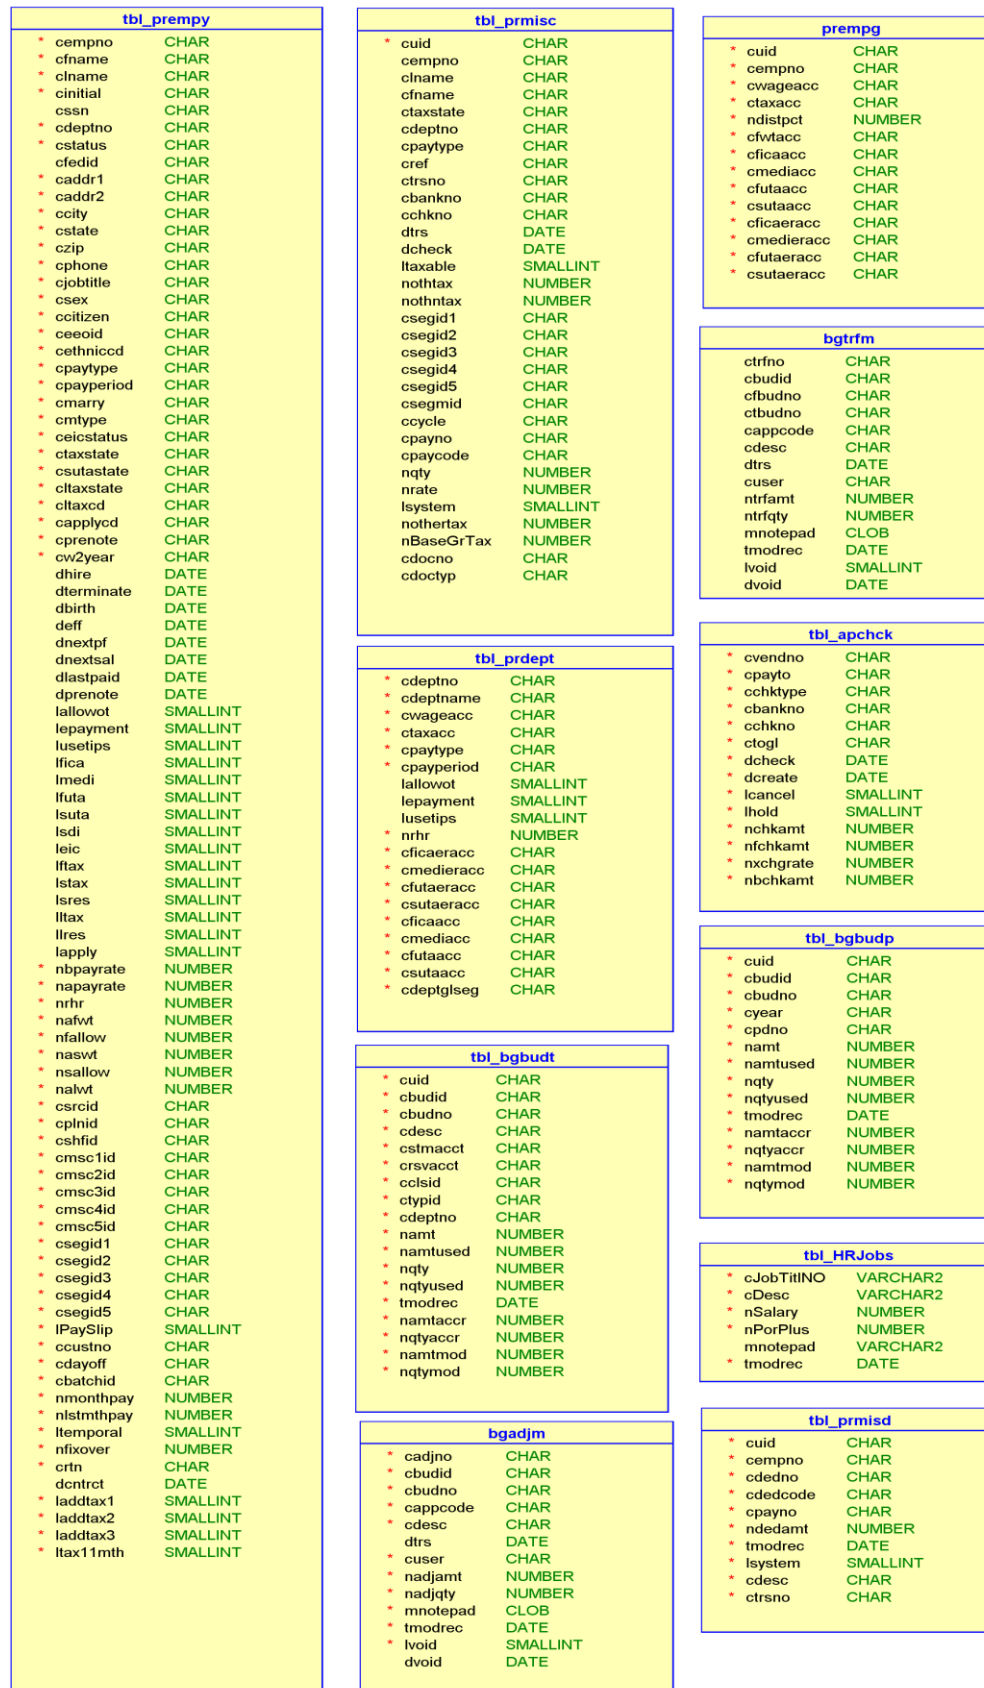 tbl_prempy
* cempno CHAR
* cfname CHAR
* clname CHAR
* cinitial CHAR
cssn CHAR
* cdeptno CHAR
* cstatus CHAR
cfedid CHAR
* caddr1 CHAR
* caddr2 CHAR
* ccity CHAR
* cstate CHAR
* czip CHAR
* cphone CHAR
* cjobtitle CHAR
* csex CHAR
* ccitizen CHAR
* ceeoid CHAR
* cethniccd CHAR
* cpaytype CHAR
* cpayperiod CHAR
* cmarry CHAR
* cmtype CHAR
* ceicstatus CHAR
* ctaxstate CHAR
* csutastate CHAR
* cltaxstate CHAR
* cltaxcd CHAR
* capplycd CHAR
* cprenote CHAR
* cw2year CHAR
dhire DATE
dterminate DATE
dbirth DATE
deff DATE
dnextpf DATE
dnextsal DATE
dlastpaid DATE
dprenote DATE
lallowot SMALLINT
lepayment SMALLINT
lusetips SMALLINT
lfica SMALLINT
lmedi SMALLINT
lfuta SMALLINT
lsuta SMALLINT
lsdi SMALLINT
leic SMALLINT
lftax SMALLINT
lstax SMALLINT
lsres SMALLINT
lltax SMALLINT
llres SMALLINT
lapply SMALLINT
* nbpayrate NUMBER
* napayrate NUMBER
* nrhr NUMBER
* nafwt NUMBER
* nfallow NUMBER
* naswt NUMBER
* nsallow NUMBER
* nalwt NUMBER
* csrcid CHAR
* cplnid CHAR
* cshfid CHAR
* cmsc1id CHAR
* cmsc2id CHAR
* cmsc3id CHAR
* cmsc4id CHAR
* cmsc5id CHAR
* csegid1 CHAR
* csegid2 CHAR
* csegid3 CHAR
* csegid4 CHAR
* csegid5 CHAR
* lPaySlip SMALLINT
* ccustno CHAR
* cdayoff CHAR
* cbatchid CHAR
* nmonthpay NUMBER
* nlstmthpay NUMBER
* ltemporal SMALLINT
* nfixover NUMBER
* crtn CHAR
dcntrct DATE
* laddtax1 SMALLINT
* laddtax2 SMALLINT
* laddtax3 SMALLINT
* ltax11mth SMALLINT
tbl_prmisc
* cuid CHAR
cempno CHAR
clname CHAR
cfname CHAR
ctaxstate CHAR
cdeptno CHAR
cpaytype CHAR
cref CHAR
ctrsno CHAR
cbankno CHAR
cchkno CHAR
dtrs DATE
dcheck DATE
ltaxable SMALLINT
nothtax NUMBER
nothntax NUMBER
csegid1 CHAR
csegid2 CHAR
csegid3 CHAR
csegid4 CHAR
csegid5 CHAR
csegmid CHAR
ccycle CHAR
cpayno CHAR
cpaycode CHAR
nqty NUMBER
nrate NUMBER
lsystem SMALLINT
nothertax NUMBER
nBaseGrTax NUMBER
cdocno CHAR
cdoctyp CHAR
tbl_prdept
* cdeptno CHAR
* cdeptname CHAR
* cwageacc CHAR
* ctaxacc CHAR
* cpaytype CHAR
* cpayperiod CHAR
lallowot SMALLINT
lepayment SMALLINT
lusetips SMALLINT
* nrhr NUMBER
* cficaeracc CHAR
* cmedieracc CHAR
* cfutaeracc CHAR
* csutaeracc CHAR
* cficaacc CHAR
* cmediacc CHAR
* cfutaacc CHAR
* csutaacc CHAR
* cdeptglseg CHAR
tbl_bgbudt
* cuid CHAR
* cbudid CHAR
* cbudno CHAR
* cdesc CHAR
* cstmacct CHAR
* crsvacct CHAR
* cclsid CHAR
* ctypid CHAR
* cdeptno CHAR
* namt NUMBER
* namtused NUMBER
* nqty NUMBER
* nqtyused NUMBER
* tmodrec DATE
* namtaccr NUMBER
* nqtyaccr NUMBER
* namtmod NUMBER
* nqtymod NUMBER
bgadjm
* cadjno CHAR
* cbudid CHAR
* cbudno CHAR
* cappcode CHAR
* cdesc CHAR
dtrs DATE
* cuser CHAR
* nadjamt NUMBER
* nadjqty NUMBER
* mnotepad CLOB
* tmodrec DATE
* lvoid SMALLINT
dvoid DATE
prempg
* cuid CHAR
* cempno CHAR
* cwageacc CHAR
* ctaxacc CHAR
* ndistpct NUMBER
* cfwtacc CHAR
* cficaacc CHAR
* cmediacc CHAR
* cfutaacc CHAR
* csutaacc CHAR
* cficaeracc CHAR
* cmedieracc CHAR
* cfutaeracc CHAR
* csutaeracc CHAR
bgtrfm
ctrfno CHAR
cbudid CHAR
cfbudno CHAR
ctbudno CHAR
cappcode CHAR
cdesc CHAR
dtrs DATE
cuser CHAR
ntrfamt NUMBER
ntrfqty NUMBER
mnotepad CLOB
tmodrec DATE
lvoid SMALLINT
dvoid DATE
tbl_apchck
* cvendno CHAR
* cpayto CHAR
* cchktype CHAR
* cbankno CHAR
* cchkno CHAR
* ctogl CHAR
* dcheck DATE
* dcreate DATE
* lcancel SMALLINT
* lhold SMALLINT
* nchkamt NUMBER
* nfchkamt NUMBER
* nxchgrate NUMBER
* nbchkamt NUMBER
tbl_bgbudp
* cuid CHAR
* cbudid CHAR
* cbudno CHAR
* cyear CHAR
* cpdno CHAR
* namt NUMBER
* namtused NUMBER
* nqty NUMBER
* nqtyused NUMBER
* tmodrec DATE
* namtaccr NUMBER
* nqtyaccr NUMBER
* namtmod NUMBER
* nqtymod NUMBER
tbl_HRJobs
* cJobTitlNO VARCHAR2
* cDesc VARCHAR2
* nSalary NUMBER
* nPorPlus NUMBER
mnotepad VARCHAR2
* tmodrec DATE
tbl_prmisd
* cuid CHAR
* cempno CHAR
* cdedno CHAR
* cdedcode CHAR
* cpayno CHAR
* ndedamt NUMBER
* tmodrec DATE
* lsystem SMALLINT
* cdesc CHAR
* ctrsno CHAR